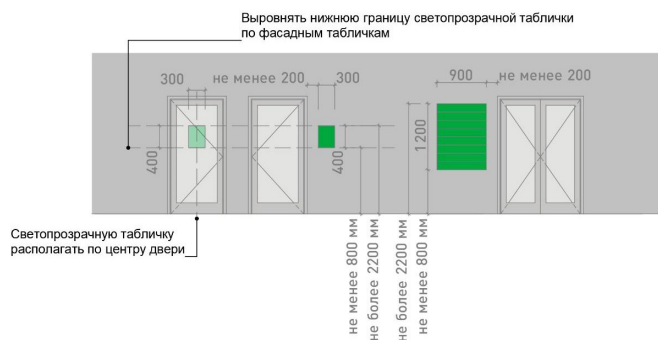 Выровнять нижнюю границу светопрозрачной таблички
по фасадным табличкам
300
не менее 200
300
900
не менее 200
400
400
1 200
Светопрозрачную табличку
располагать по центру двери
не менее 800 мм
не более 2200 мм
не более 2200 мм
не менее 800 мм